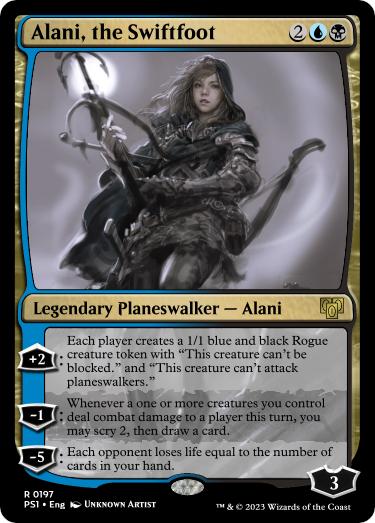 Alani, the Swiftfoot 2
Legendary Planeswalker — Alani
+2: Each player creates a 1/1 blue and black Rogue
creature token with “This creature can't be
blocked.” and “This creature can't attack
planeswalkers.”
-1: Whenever a one or more creatures you control
deal combat damage to a player this turn, you
may scry 2, then draw a card.
-5: Each opponent loses life equal to the number of
cards in your hand.
3
R 0197
PS1 • Eng Unknown Artist
™ & © 2023 Wizards of the Coast